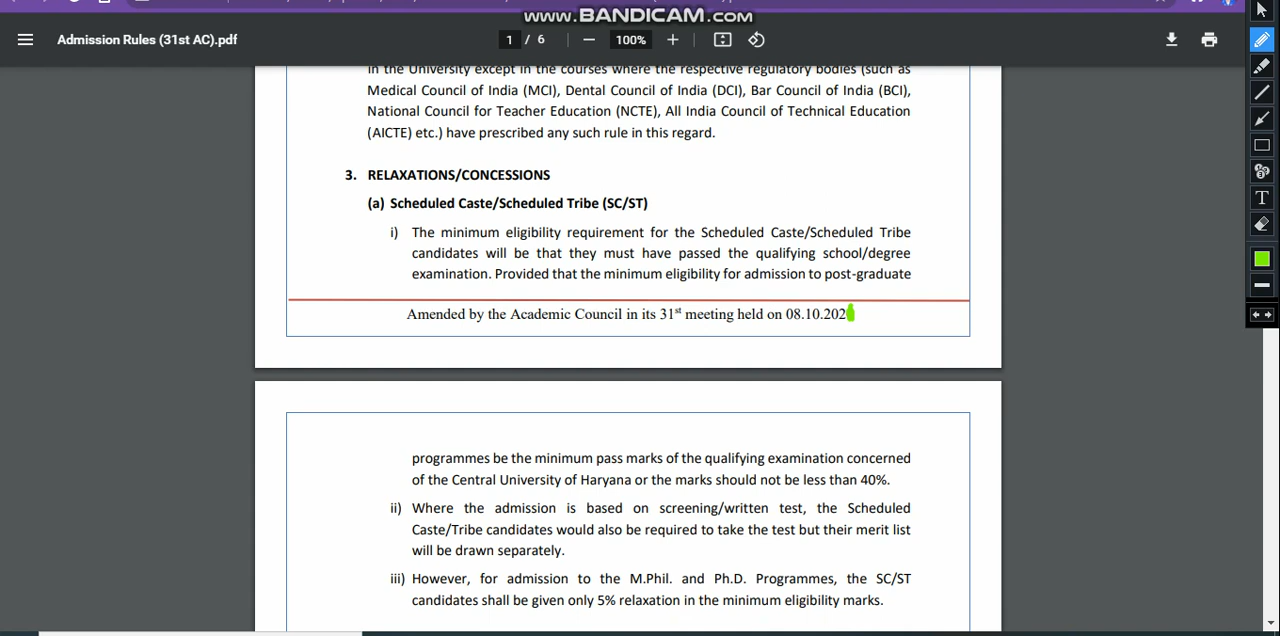 www.BANDICAM.com
Admission Rules (31st AC).pdf
1 / 6
100%
in the University except in the courses where the respective regulatory bodies (such as
Medical Council of India (MCI), Dental Council of India (DCI), Bar Council of India (BCI),
National Council for Teacher Education (NCTE), All India Council of Technical Education
(AICTE) etc.) have prescribed any such rule in this regard.
3. RELAXATIONS/CONCESSIONS
(a) Scheduled Caste/Scheduled Tribe (SC/ST)
i) The minimum eligibility requirement for the Scheduled Caste/Scheduled Tribe
candidates will be that they must have passed the qualifying school/degree
examination. Provided that the minimum eligibility for admission to post-graduate
Amended by the Academic Council in its 31st meeting held on 08.10.202
programmes be the minimum pass marks of the qualifying examination concerned
of the Central University of Haryana or the marks should not be less than 40%.
ii) Where the admission is based on screening/written test, the Scheduled
Caste/Tribe candidates would also be required to take the test but their merit list
will be drawn separately.
iii) However, for admission to the M.Phil. and Ph.D. Programmes, the SC/ST
candidates shall be given only 5% relaxation in the minimum eligibility marks.